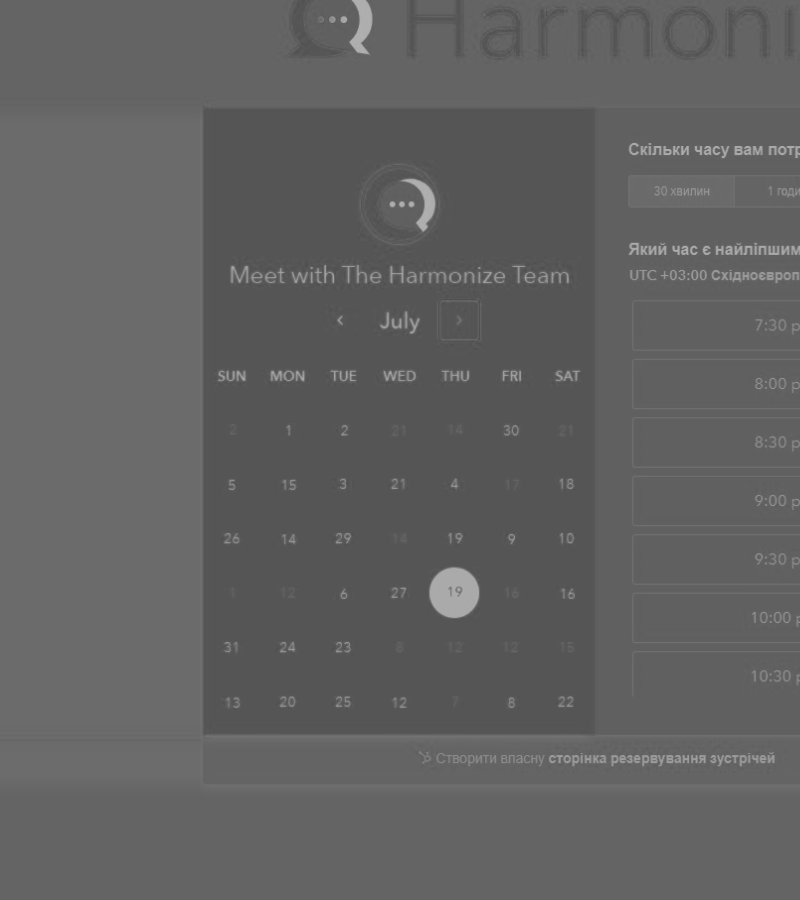 Harmoni
Meet with The Harmonize Team
July
SUN MON TUE WED THU FRI SAT
2 1 2 21 14 30 21
5 15 3 21 4 17 18
26 14 29 14 19 9 10
1 12 6 27 19 16 16
31 24 23 8 12 12 15
13 20 25 12 7 8 22
Скільки часу вам потр
30 хвилин 1 годи
Який час є найліпшим
UTC +03:00 Східноєвроп
7:30 р
8:00 р
8:30 р
9:00 р
9:30 р
10:00 р
10:30 р
Створити власну сторінка резервування зустрічей